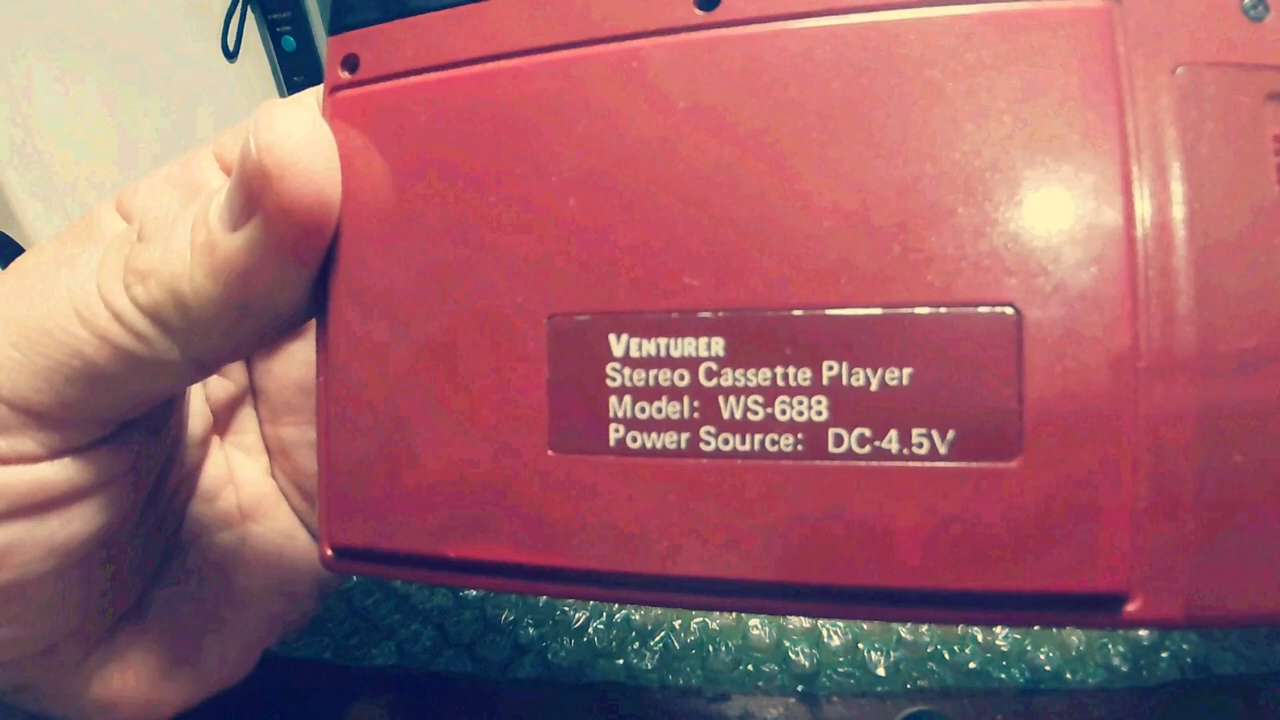 VENTURER
Stereo Cassette Player
Model: WS-688
Power Source: DC-4.5V